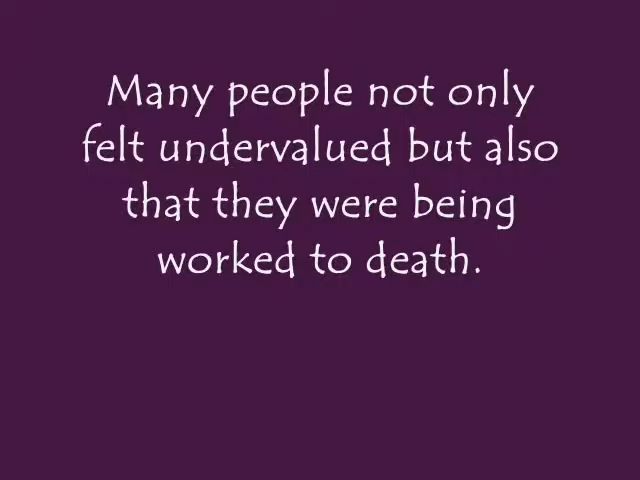 Many people not only
felt undervalued but also
that they were being
worked to death.